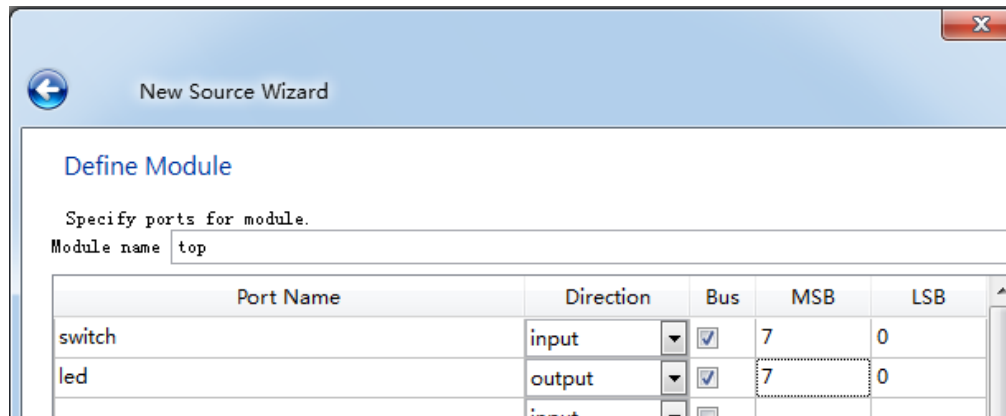 New Source Wizard
Define Module
Specify ports for module.
Module name top
Port Name Direction Bus MSB LSB
switch input 7 0
led output 7 0
input